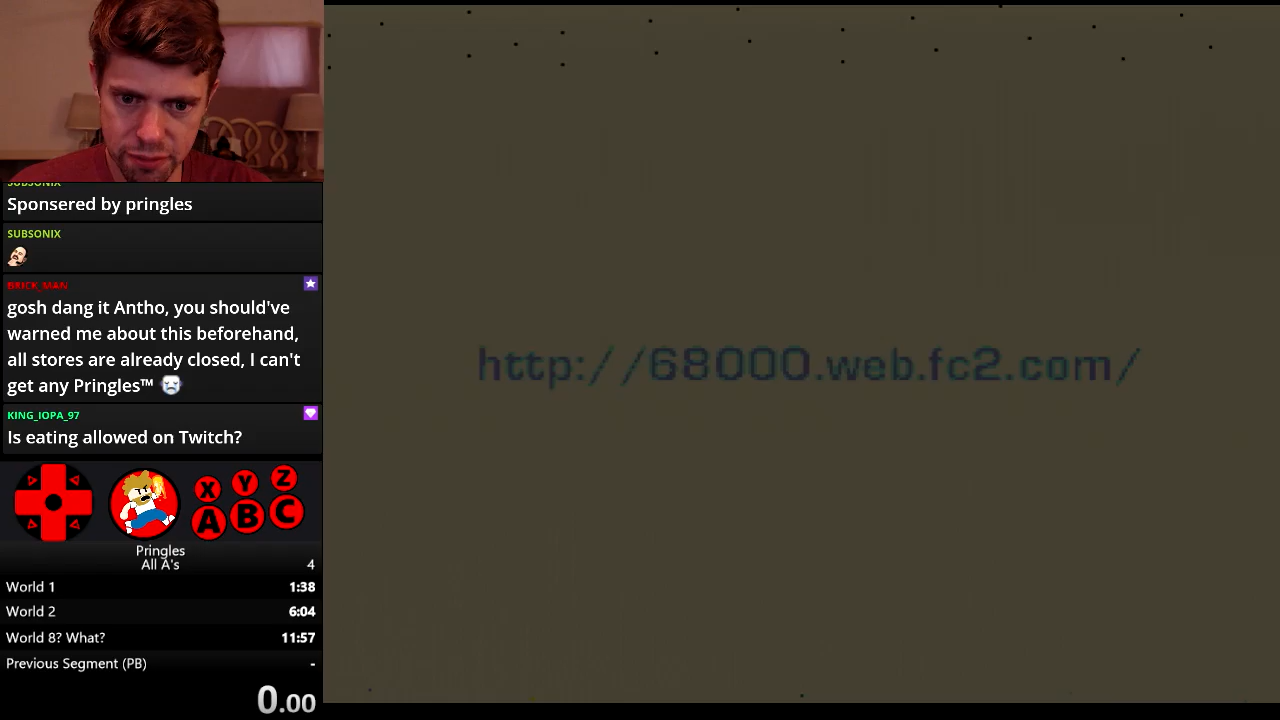 SUBSONIX
Sponsered by pringles
SUBSONIX
BRICK_MAN
gosh dang it Antho, you should've
warned me about this beforehand,
all stores are already closed, I can't
get any Pringles™
KING_IOPA_97
Is eating allowed on Twitch?
X Y Z
A B C
Pringles
All A's 4
World 1 1:38
World 2 6:04
World 8? What? 11:57
Previous Segment (PB) -
0.00
http://68000.web.fc2.com/